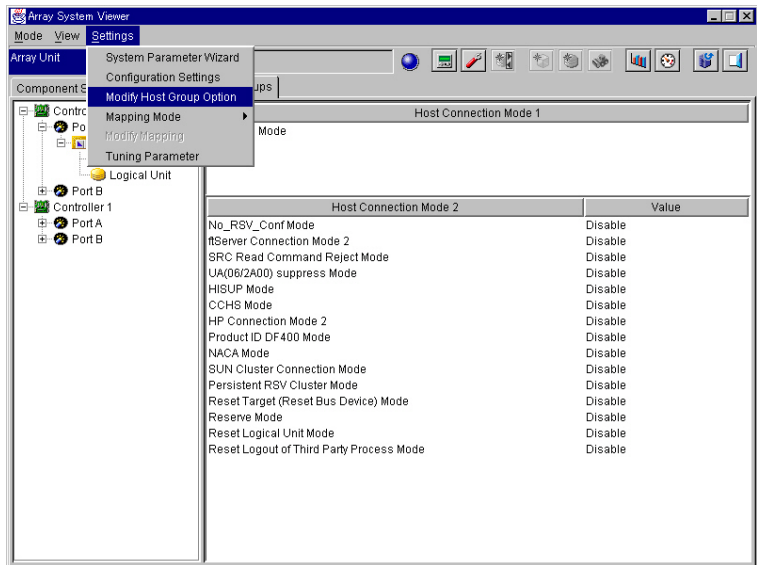 Array System Viewer
Mode View Settings
Array Unit
System Parameter Wizard
Configuration Settings
Modify Host Group Option
Mapping Mode
Modify Mapping
Tuning Parameter
Component S
ups
Contro
Po
Logical Unit
Port B
Controller 1
Port A
Port B
Host Connection Mode 1
Mode
Host Connection Mode 2 Value
No_RSV_Conf Mode Disable
ftServer Connection Mode 2 Disable
SRC Read Command Reject Mode Disable
UA(06/2A00) suppress Mode Disable
HISUP Mode Disable
CCHS Mode Disable
HP Connection Mode 2 Disable
Product ID DF400 Mode Disable
NACA Mode Disable
SUN Cluster Connection Mode Disable
Persistent RSV Cluster Mode Disable
Reset Target (Reset Bus Device) Mode Disable
Reserve Mode Disable
Reset Logical Unit Mode Disable
Reset Logout of Third Party Process Mode Disable